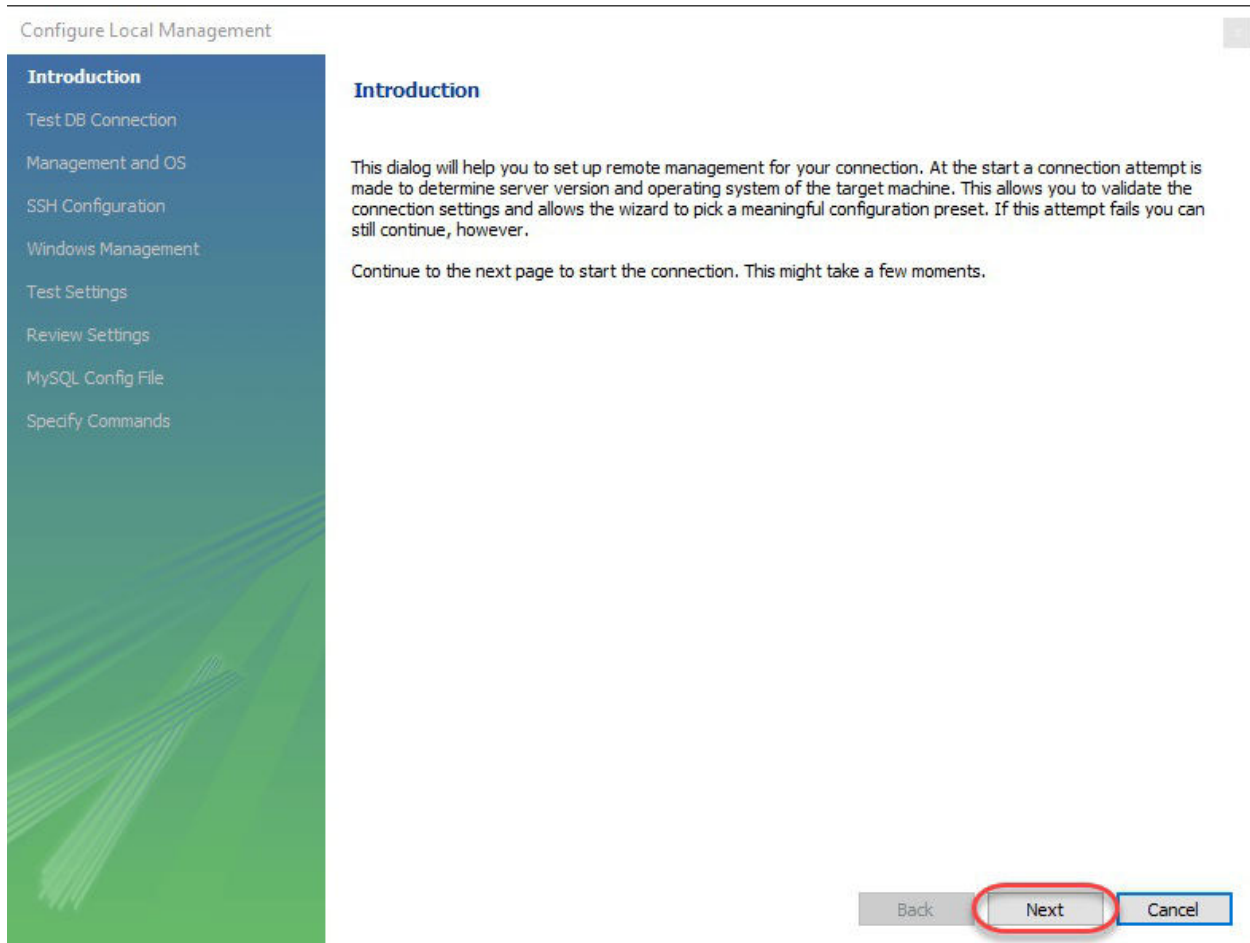 Configure Local Management
Introduction
Test DB Connection
Management and OS
SSH Configuration
Windows Management
Test Settings
Review Settings
MySQL Config File
Specify Commands
Introduction
This dialog will help you to set up remote management for your connection. At the start a connection attempt is
made to determine server version and operating system of the target machine. This allows you to validate the
connection settings and allows the wizard to pick a meaningful configuration preset. If this attempt fails you can
still continue, however.
Continue to the next page to start the connection. This might take a few moments.
Back Next Cancel